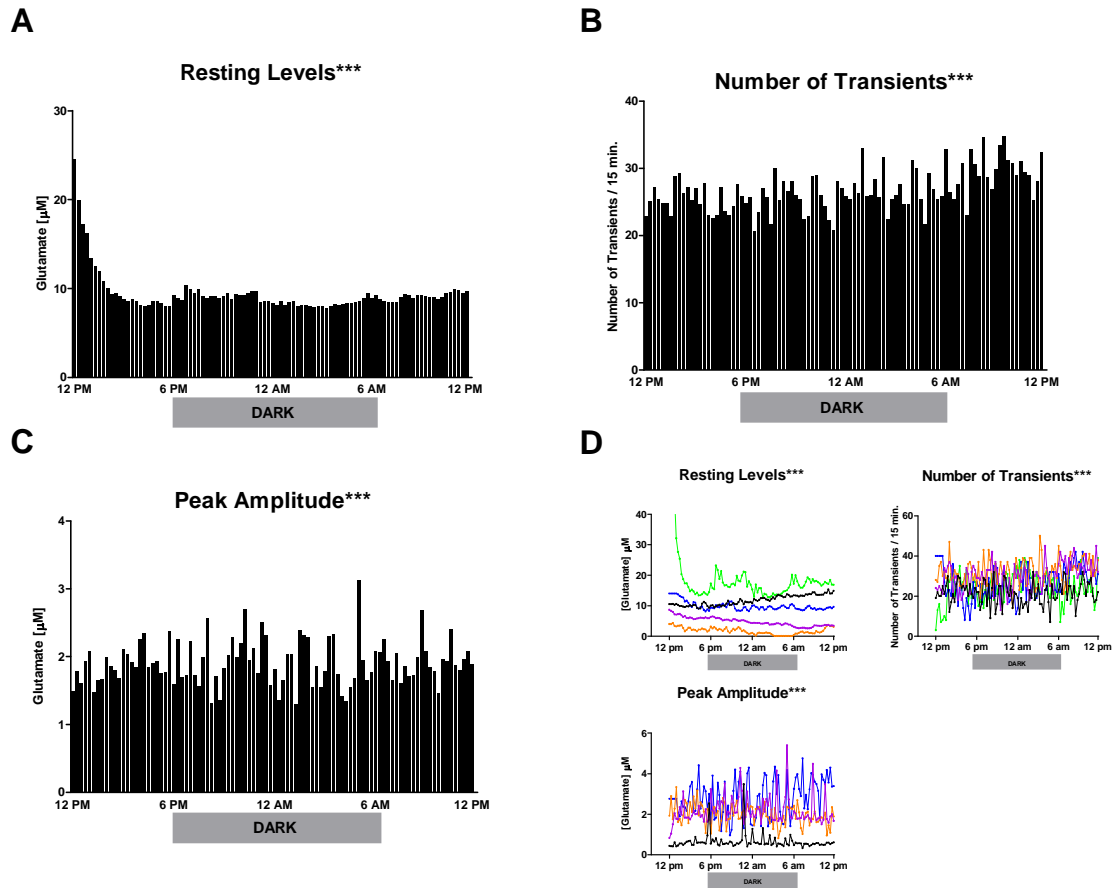 A
Resting Levels***
30
20
10
0
Glutamate [µM]
12 PM 6 PM 12 AM 6 AM 12 PM
DARK
B
Number of Transients***
40
30
20
10
0
Number of Transients / 15 min.
12 PM 6 PM 12 AM 6 AM 12 PM
DARK
C
Peak Amplitude***
4
3
2
1
0
Glutamate [µM]
12 PM 6 PM 6 AM 12 AM 12 PM
DARK
D
Resting Levels***
40
30
20
10
0
[Glutamate] µM
12 pm 6 pm 12 am 6 am 12 pm
DARK
Number of Transients***
60
40
20
0
Number of Transients / 15 min.
12 pm 6 pm 12 am 6 am 12 pm
DARK
Peak Amplitude***
6
4
2
0
[Glutamate] µM
12 pm 6 pm 12 am 6 am 12 pm
DARK